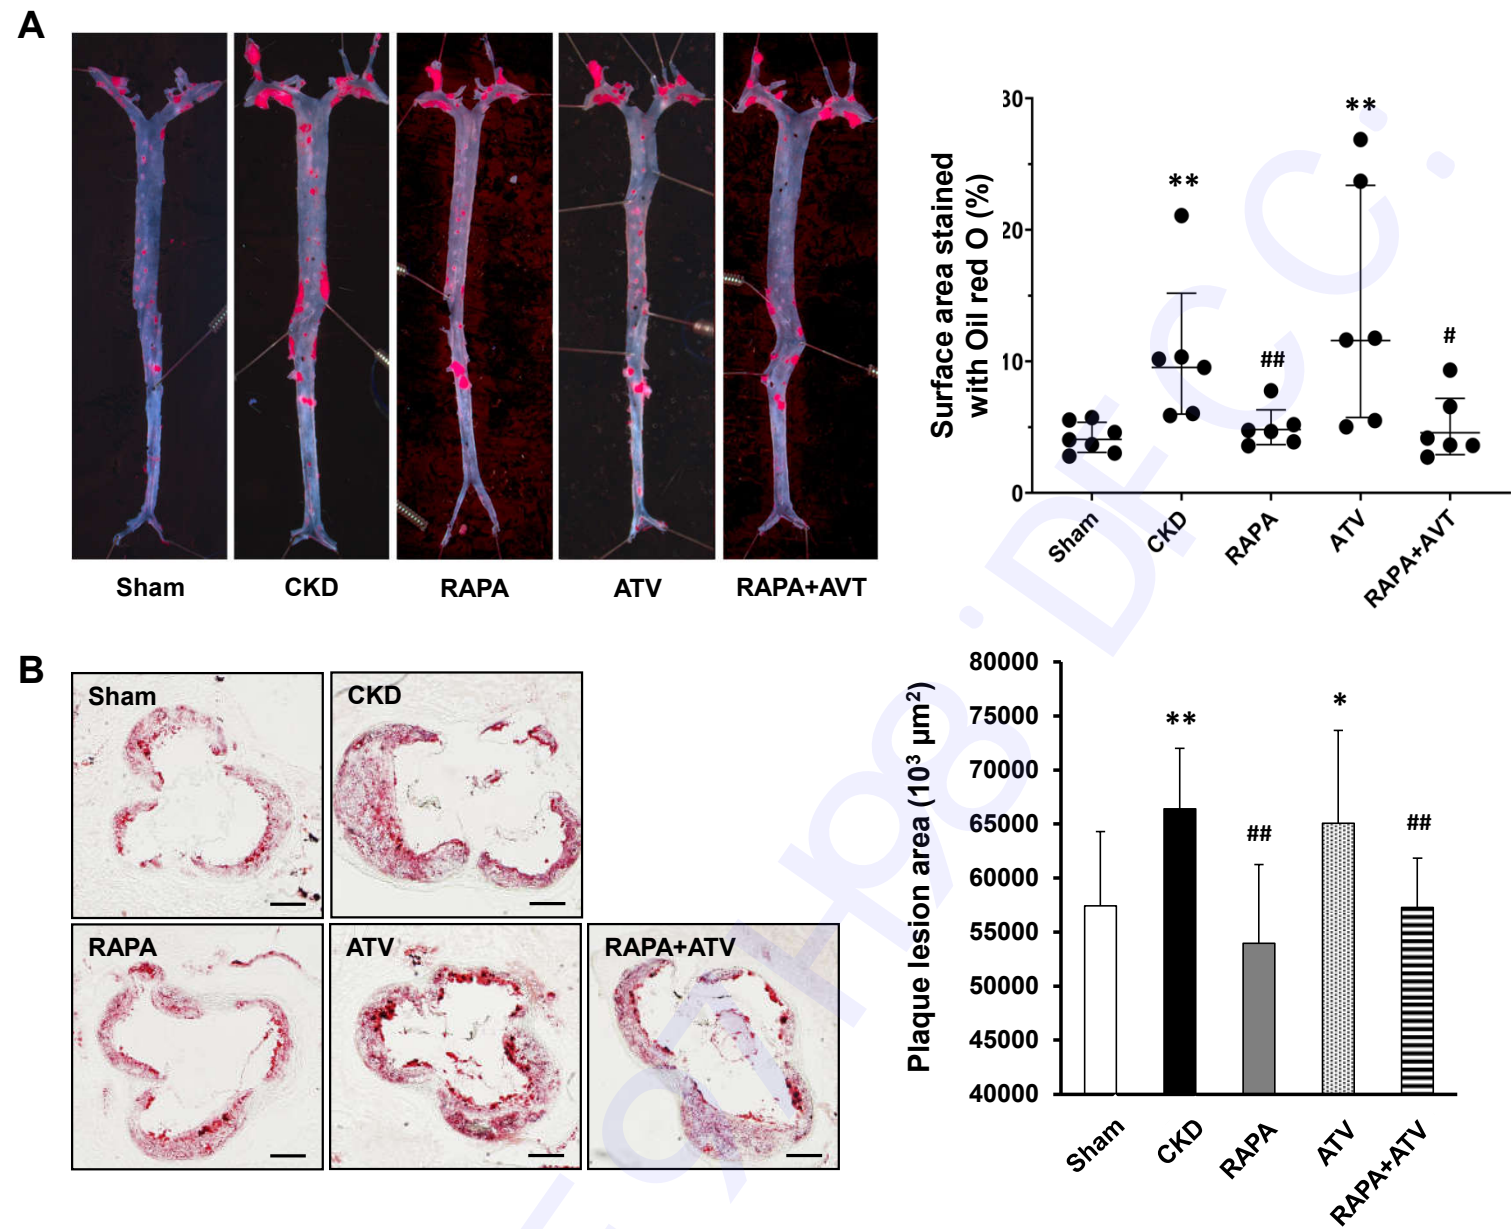 A
Sham
CKD
RAPA
ATV
RAPA+AVT
Surface area stained
with Oil red O (%)
30
20
10
0
**
**
##
#
Sham
CKD
RAPA
ATV
RAPA+AVT
B
Sham
CKD
RAPA
ATV
RAPA+ATV
Plaque lesion area (10³ µm²)
80000
75000
70000
65000
60000
55000
50000
45000
40000
**
##
*
##
Sham
CKD
RAPA
ATV
RAPA+ATV